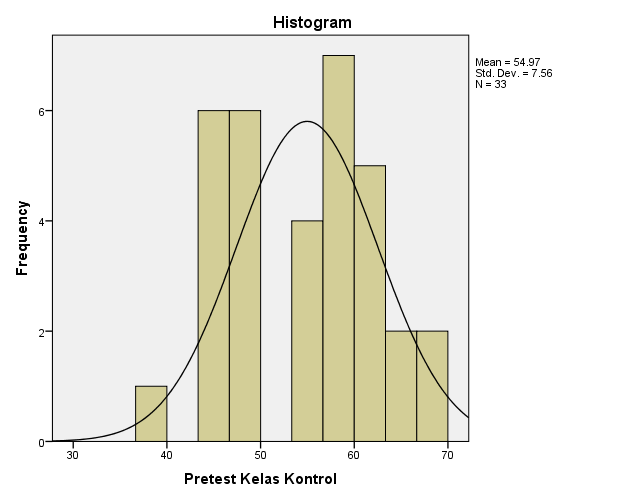 Histogram
Mean = 54.97
Std. Dev. = 7.56
N = 33
Frequency
6
4
2
0
30 40 50 60 70
Pretest Kelas Kontrol